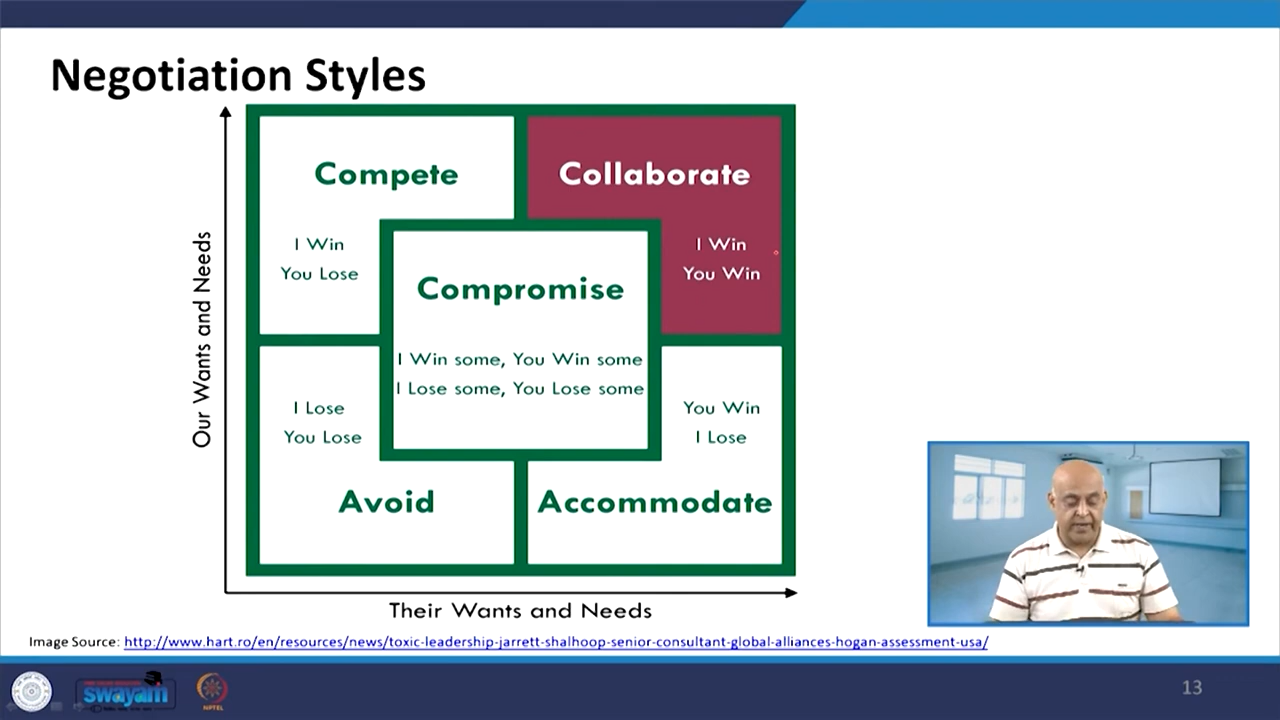 Negotiation Styles
Our Wants and Needs
Compete
I Win
You Lose
Collaborate
I Win
You Win
Compromise
I Win some, You Win some
I Lose some, You Lose some
I Lose
You Lose
Avoid
You Win
I Lose
Accommodate
Their Wants and Needs
Image Source: http://www.hart.ro/en/resources/news/toxic-leadership-jarrett-shalhoop-senior-consultant-global-alliances-hogan-assessment-usa/
swayam
NPTEL
13